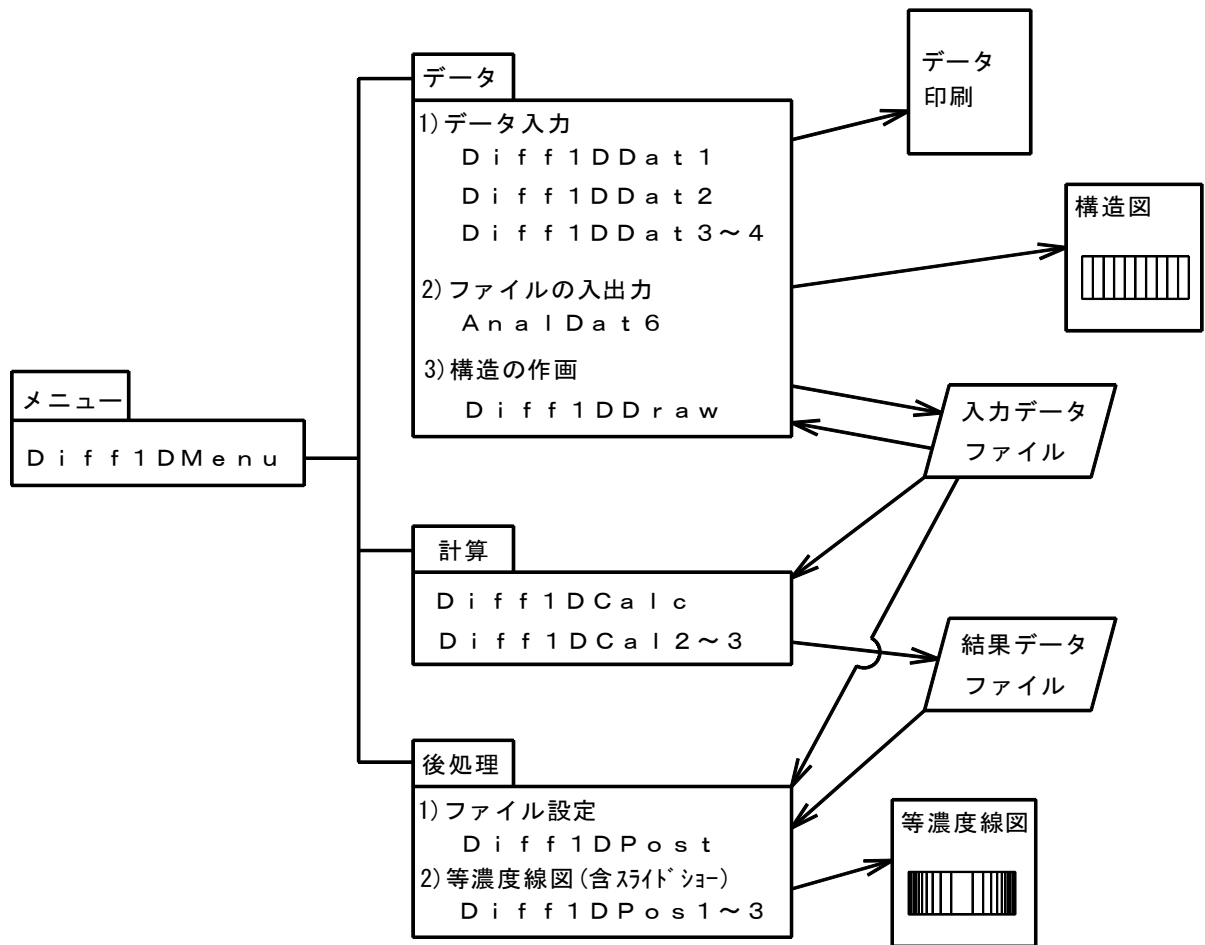 データ
1)データ入力
Diff1DDat1
Diff1DDat2
Diff1DDat3～4
2)ファイルの入出力
AnalDat6
3)構造の作画
Diff1DDraw
データ
印刷
構造図
メニュー
Diff1DMenu
入力データ
ファイル
計算
Diff1DCalc
Diff1DCal2～3
結果データ
ファイル
後処理
1)ファイル設定
Diff1DPost
2)等濃度線図(含ｽﾗｲﾄﾞｼｮｰ)
Diff1DPos1～3
等濃度線図